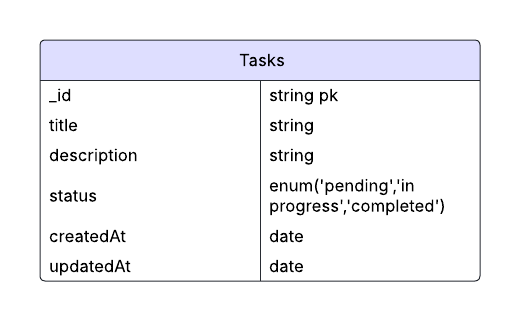 Tasks
_id string pk
title string
description string
status enum('pending','in
progress','completed')
createdAt date
updatedAt date